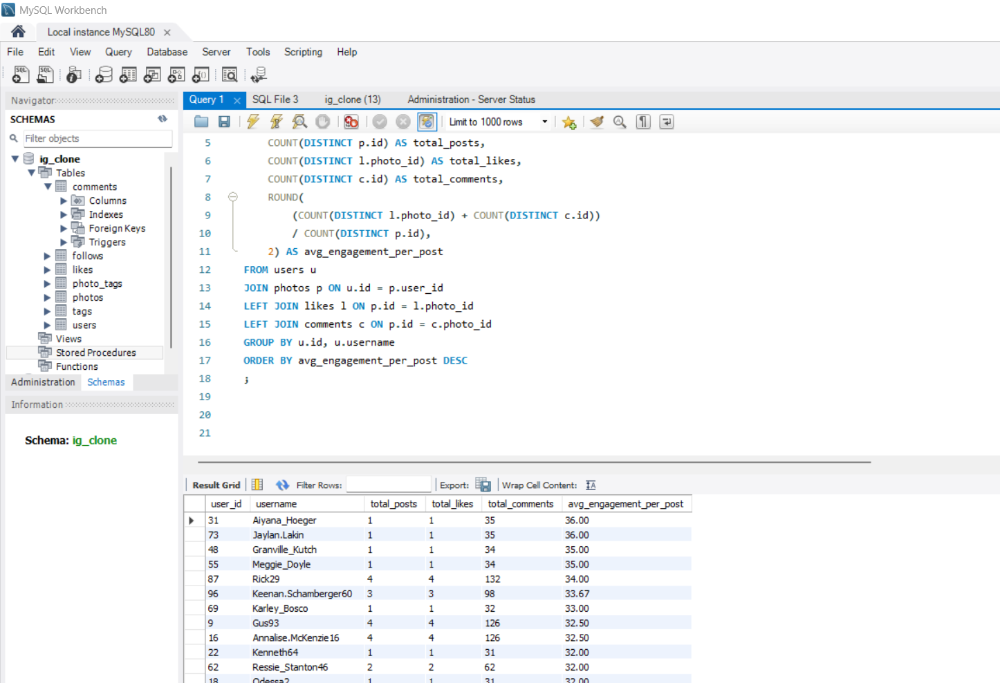 MySQL Workbench
Local instance MySQL80
File Edit View Query Database Server Tools Scripting Help
Navigator
SCHEMAS
Filter objects
ig_clone
Tables
comments
Columns
Indexes
Foreign Keys
Triggers
follows
likes
photo_tags
photos
tags
users
Views
Stored Procedures
Functions
Administration Schemas
Information
Schema: ig_clone
Query 1 SQL File 3 ig_clone (13) Administration - Server Status
Limit to 1000 rows
5 COUNT(DISTINCT p.id) AS total_posts,
6 COUNT(DISTINCT l.photo_id) AS total_likes,
7 COUNT(DISTINCT c.id) AS total_comments,
8 ROUND(
9 (COUNT(DISTINCT l.photo_id) + COUNT(DISTINCT c.id))
10 / COUNT(DISTINCT p.id),
11 2) AS avg_engagement_per_post
12 FROM users u
13 JOIN photos p ON u.id = p.user_id
14 LEFT JOIN likes l ON p.id = l.photo_id
15 LEFT JOIN comments c ON p.id = c.photo_id
16 GROUP BY u.id, u.username
17 ORDER BY avg_engagement_per_post DESC
18 ;
19
20
21
Result Grid Filter Rows: Export: Wrap Cell Content:
user_id username total_posts total_likes total_comments avg_engagement_per_post
31 Aiyana_Hoeger 1 1 35 36.00
73 Jaylan.Lakin 1 1 35 36.00
48 Granville_Kutch 1 1 34 35.00
55 Meggie_Doyle 1 1 34 35.00
87 Rick29 4 4 132 34.00
96 Keenan.Schamberger60 3 3 98 33.67
69 Karley_Bosco 1 1 32 33.00
9 Gus93 4 4 126 32.50
16 Annalise.McKenzie16 4 4 126 32.50
22 Kenneth64 1 1 31 32.00
62 Ressie_Stanton46 2 2 62 32.00
18 Odessa2 1 1 31 32.00